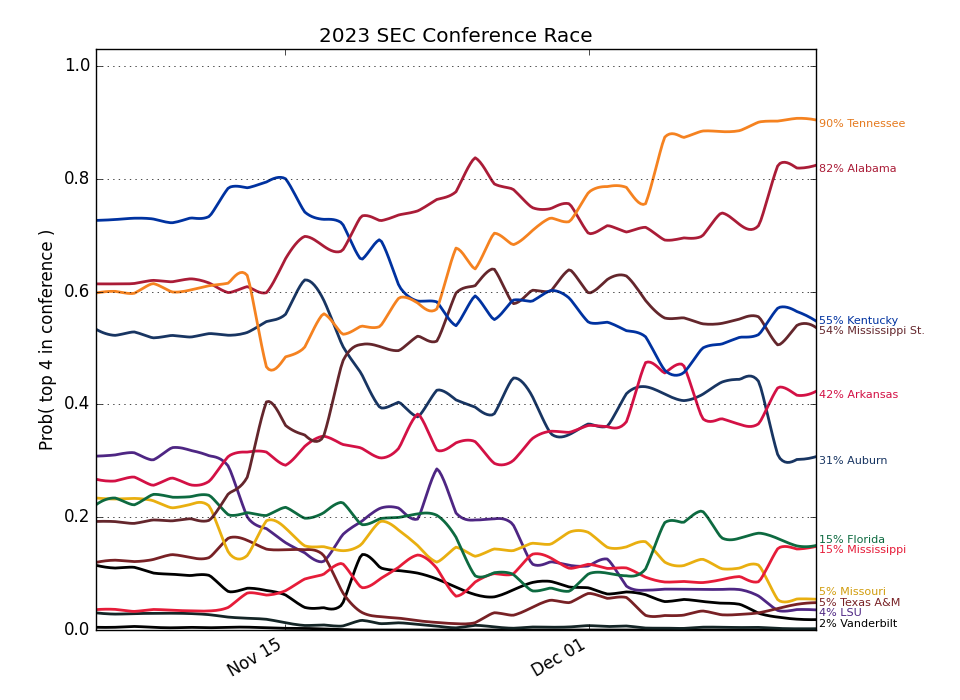 2023 SEC Conference Race
Prob( top 4 in conference )
1.0
0.8
0.6
0.4
0.2
0.0
Nov 15
Dec 01
90% Tennessee
82% Alabama
55% Kentucky
54% Mississippi St.
42% Arkansas
31% Auburn
15% Florida
15% Mississippi
5% Missouri
5% Texas A&M
4% LSU
2% Vanderbilt